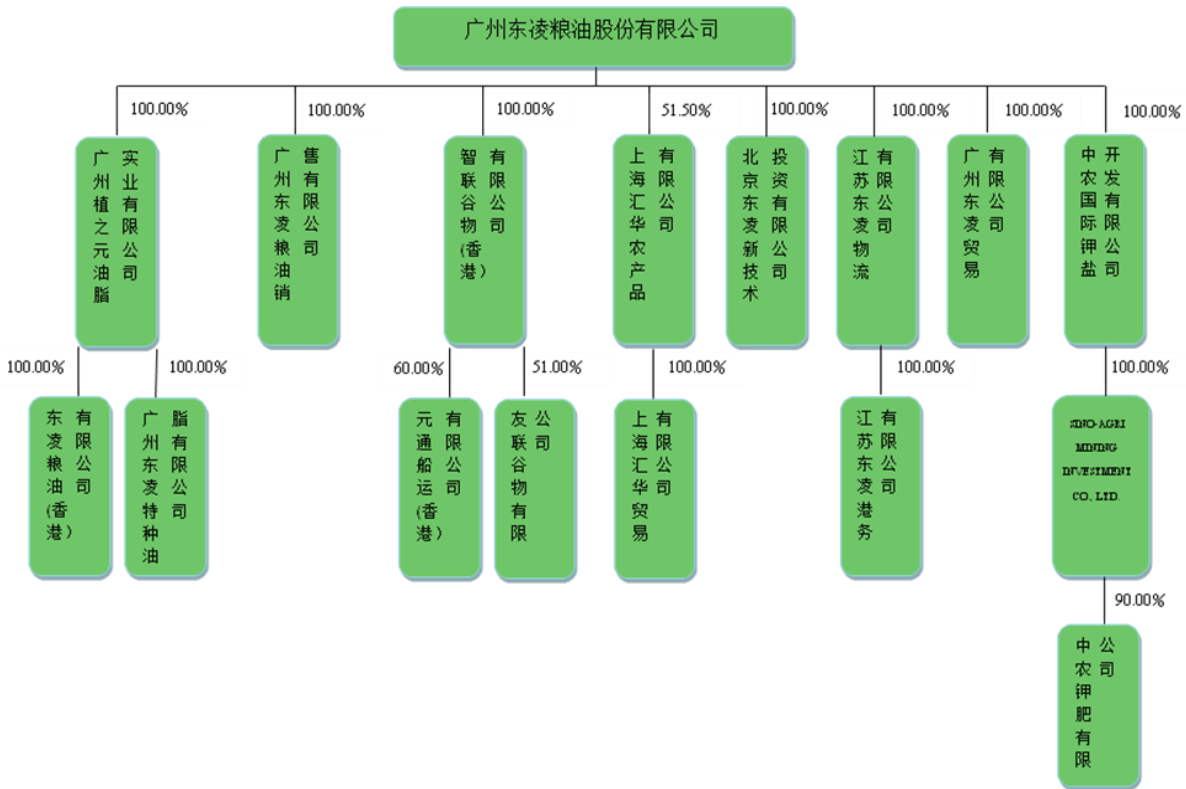 广州东凌粮油股份有限公司
100.00%
100.00%
100.00%
51.50%
100.00%
100.00%
100.00%
100.00%
广州植之元油脂
实业有限公司
广州东凌粮油销
售有限公司
智联谷物(香港)
有限公司
上海汇华农产品
有限公司
北京东凌新技术
投资有限公司
江苏东凌物流
有限公司
广州东凌贸易
有限公司
中农国际钾盐
开发有限公司
100.00%
100.00%
60.00%
51.00%
100.00%
100.00%
100.00%
东凌粮油(香港)
有限公司
广州东凌特种油
脂有限公司
元通船运(香港)
有限公司
友联谷物有限
公司
上海汇华贸易
有限公司
江苏东凌港务
有限公司
SINO-AGRI
MINING
INVESTMENT
CO., LTD.
90.00%
中农钾肥有限
公司